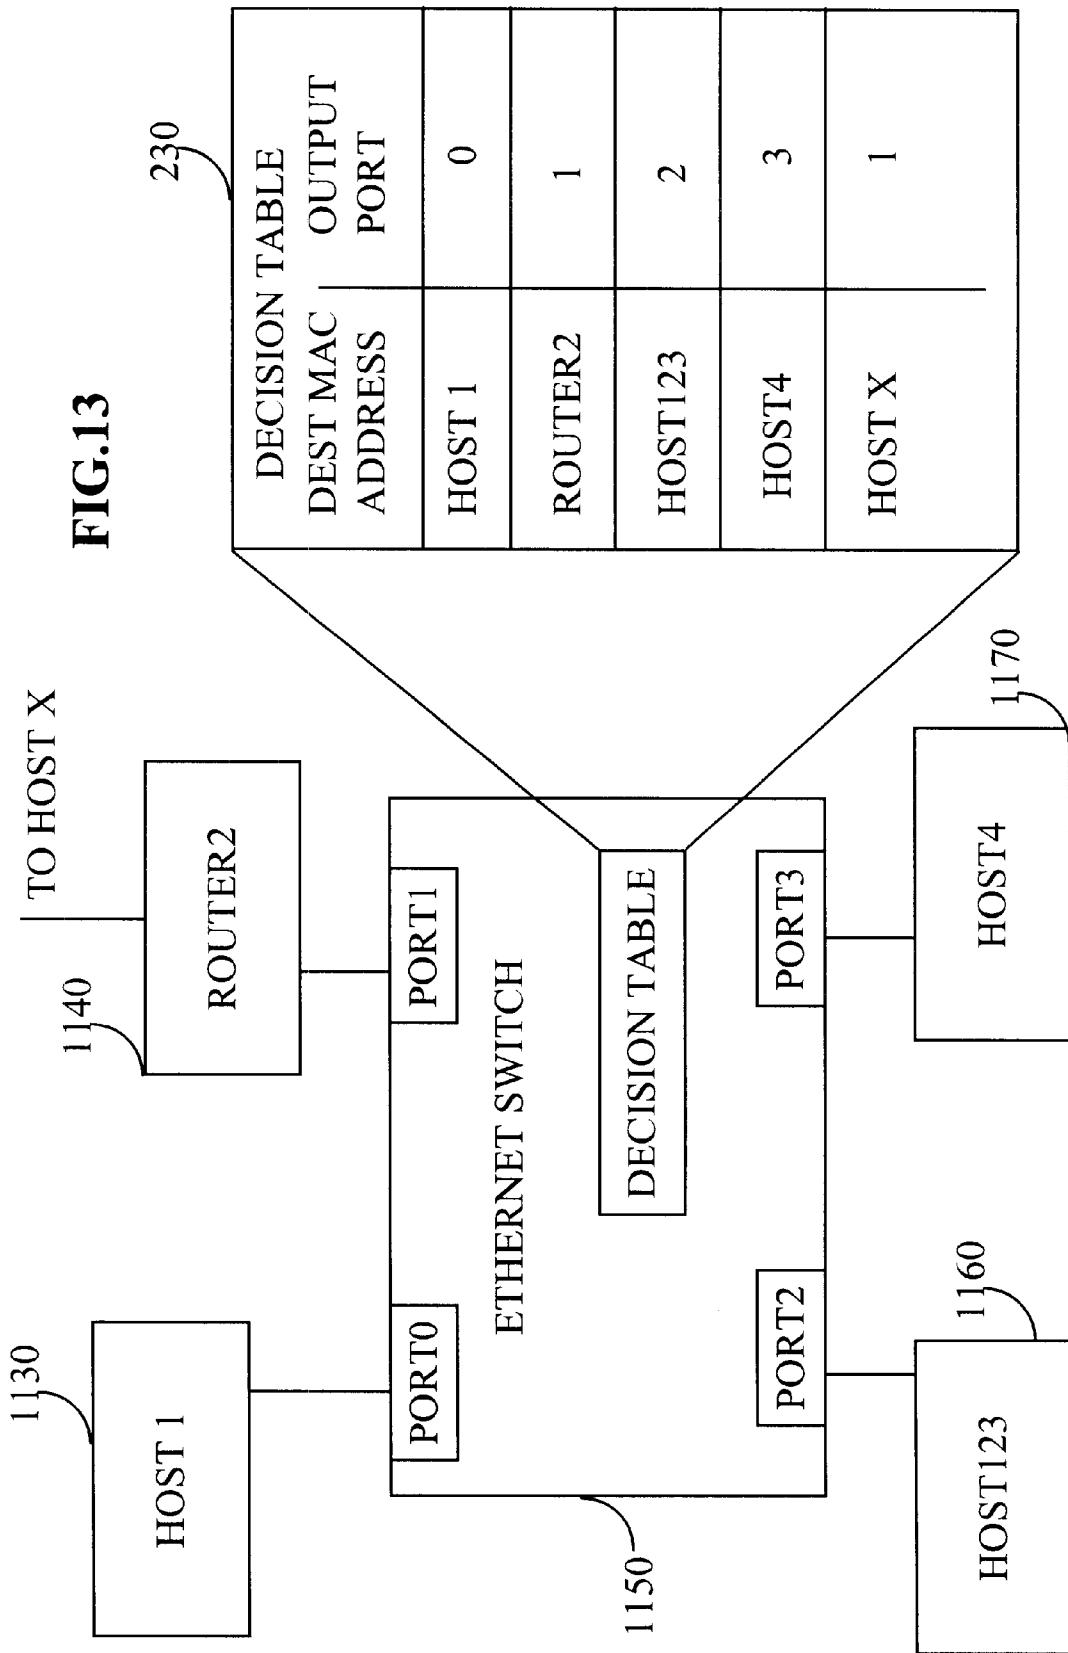 FIG.13
1130
HOST 1
1140
ROUTER2
TO HOST X
PORT0
PORT1
ETHERNET SWITCH
DECISION TABLE
PORT2
PORT3
1150
HOST123
1160
HOST4
1170
230
DECISION TABLE
DEST MAC OUTPUT
ADDRESS PORT
HOST 1 0
ROUTER2 1
HOST123 2
HOST4 3
HOST X 1